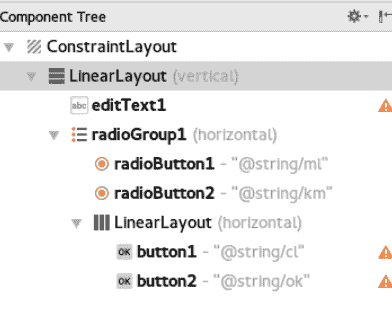 Component Tree
ConstraintLayout
LinearLayout (vertical)
abc editText1
radioGroup1 (horizontal)
radioButton1 - "@string/ml"
radioButton2 - "@string/km"
LinearLayout (horizontal)
OK button1 - "@string/cl"
OK button2 - "@string/ok"